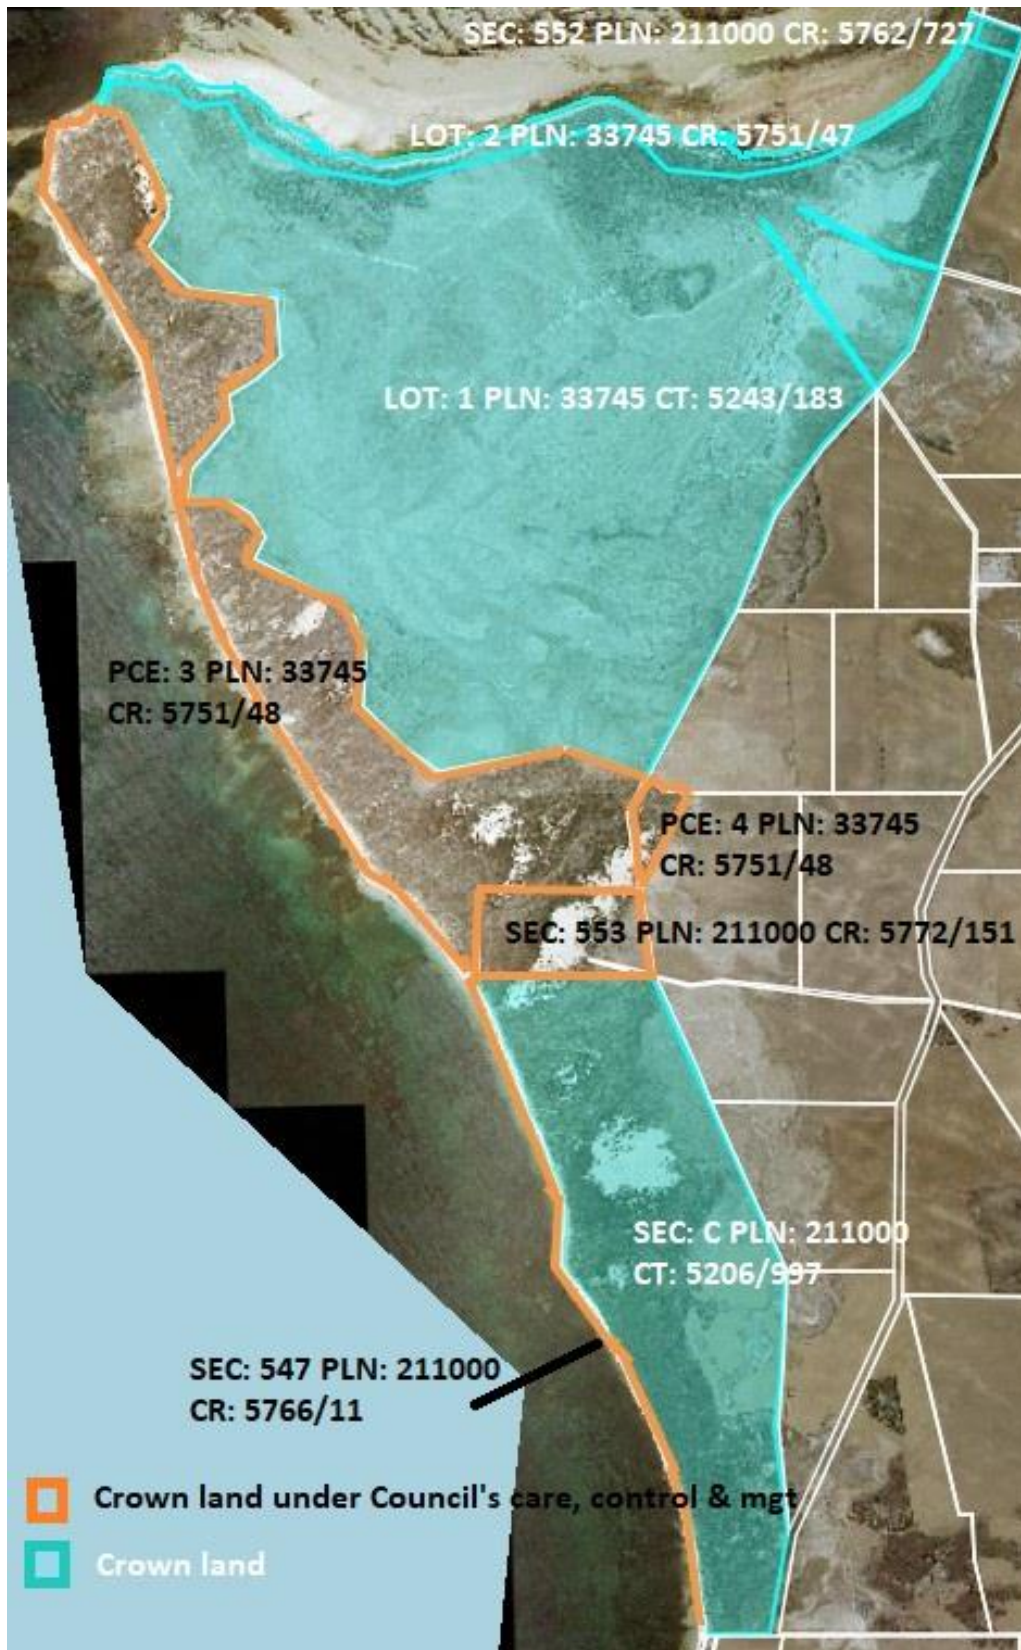 SEC: 552 PLN: 211000 CR: 5762/727
LOT: 2 PLN: 33745 CR: 5751/47
LOT: 1 PLN: 33745 CT: 5243/183
PCE: 3 PLN: 33745
CR: 5751/48
PCE: 4 PLN: 33745
CR: 5751/48
SEC: 553 PLN: 211000 CR: 5772/151
SEC: C PLN: 211000
CT: 5206/997
SEC: 547 PLN: 211000
CR: 5766/11
Crown land under Council's care, control & mgt
Crown land